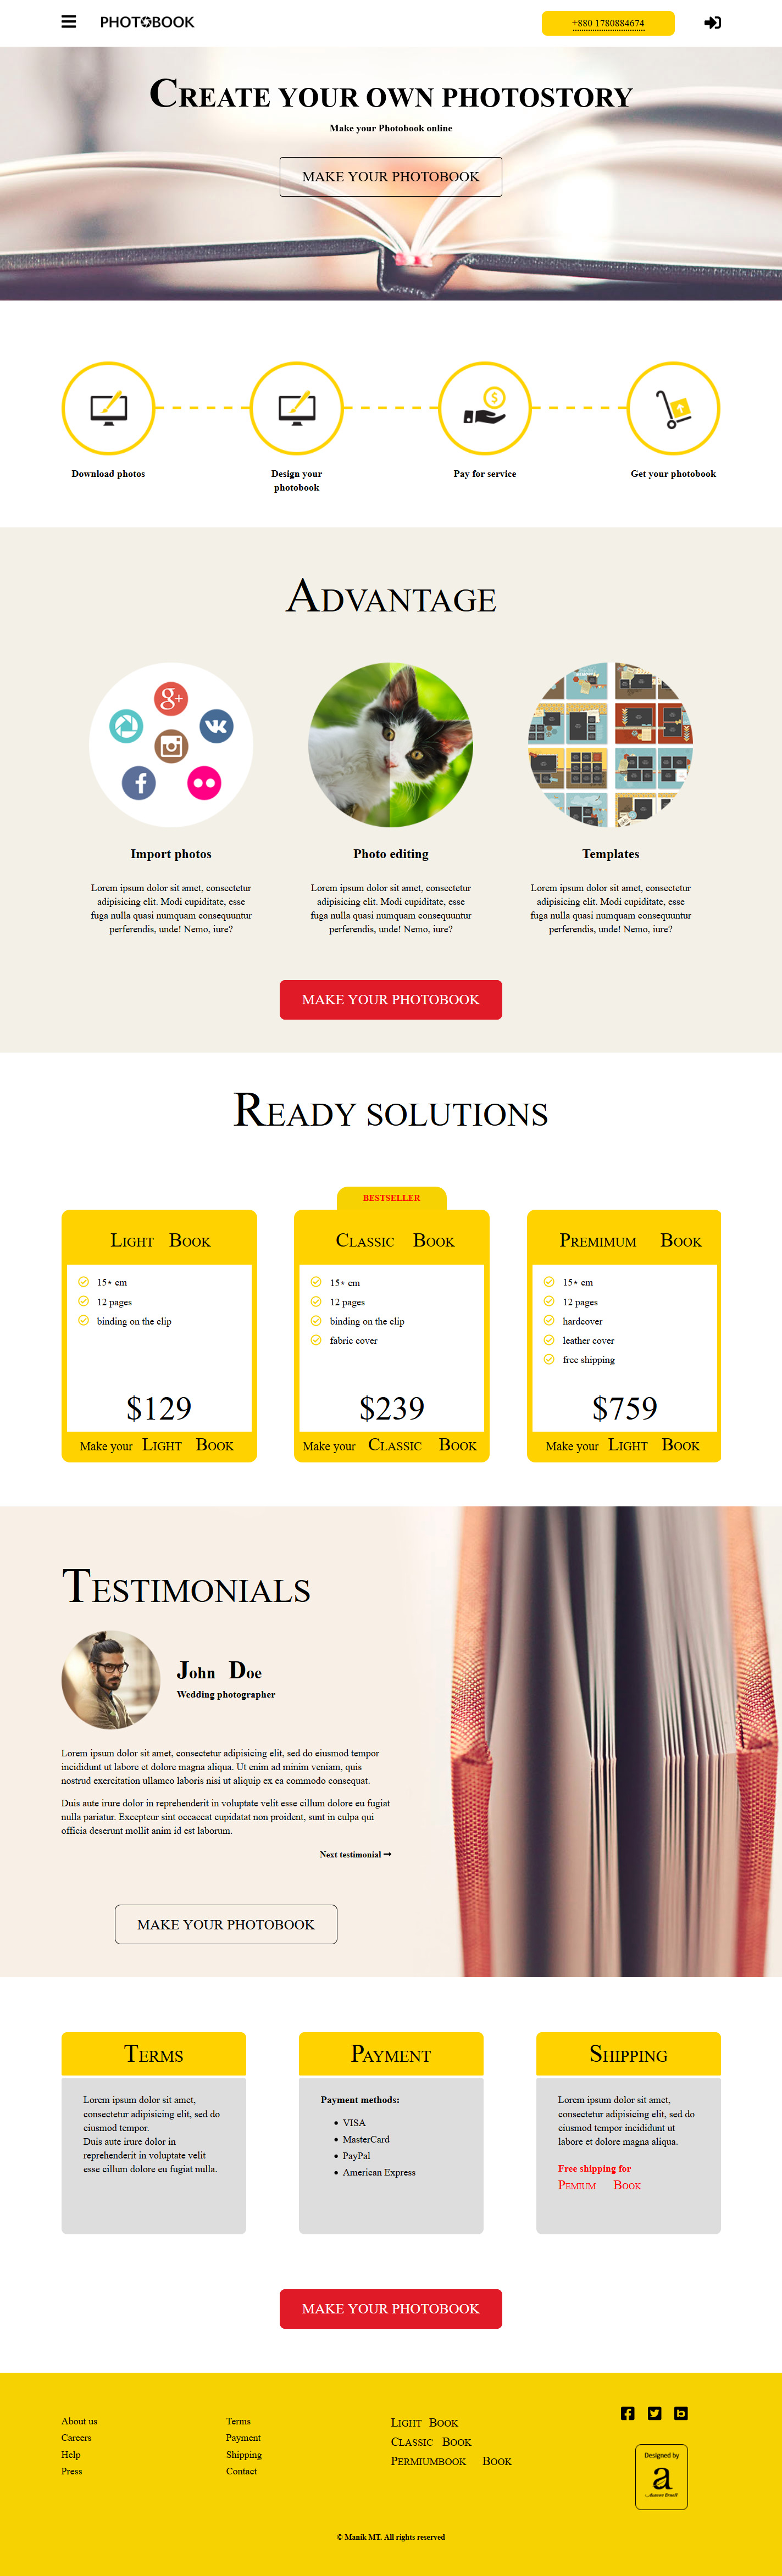 PHOTOBOOK
+880 1780884674
CREATE YOUR OWN PHOTOSTORY
Make your Photobook online
MAKE YOUR PHOTOBOOK
Download photos
Design your
photobook
Pay for service
Get your photobook
ADVANTAGE
Import photos
Lorem ipsum dolor sit amet, consectetur
adipisicing elit. Modi cupiditate, esse
fuga nulla quasi numquam consequuntur
perferendis, unde! Nemo, iure?
Photo editing
Lorem ipsum dolor sit amet, consectetur
adipisicing elit. Modi cupiditate, esse
fuga nulla quasi numquam consequuntur
perferendis, unde! Nemo, iure?
Templates
Lorem ipsum dolor sit amet, consectetur
adipisicing elit. Modi cupiditate, esse
fuga nulla quasi numquam consequuntur
perferendis, unde! Nemo, iure?
MAKE YOUR PHOTOBOOK
READY SOLUTIONS
LIGHT BOOK
15* cm
12 pages
binding on the clip
$129
Make your LIGHT BOOK
BESTSELLER
CLASSIC BOOK
15* cm
12 pages
binding on the clip
fabric cover
$239
Make your CLASSIC BOOK
PREMIMUM BOOK
15* cm
12 pages
hardcover
leather cover
free shipping
$759
Make your LIGHT BOOK
TESTIMONIALS
John Doe
Wedding photographer
Lorem ipsum dolor sit amet, consectetur adipisicing elit, sed do eiusmod tempor
incididunt ut labore et dolore magna aliqua. Ut enim ad minim veniam, quis
nostrud exercitation ullamco laboris nisi ut aliquip ex ea commodo consequat.
Duis aute irure dolor in reprehenderit in voluptate velit esse cillum dolore eu fugiat
nulla pariatur. Excepteur sint occaecat cupidatat non proident, sunt in culpa qui
officia deserunt mollit anim id est laborum.
Next testimonial
MAKE YOUR PHOTOBOOK
TERMS
Lorem ipsum dolor sit amet,
consectetur adipisicing elit, sed do
eiusmod tempor.
Duis aute irure dolor in
reprehenderit in voluptate velit
esse cillum dolore eu fugiat nulla.
PAYMENT
Payment methods:
VISA
MasterCard
PayPal
American Express
SHIPPING
Lorem ipsum dolor sit amet,
consectetur adipisicing elit, sed do
eiusmod tempor incididunt ut
labore et dolore magna aliqua.
Free shipping for
PEMIUM BOOK
MAKE YOUR PHOTOBOOK
About us
Careers
Help
Press
Terms
Payment
Shipping
Contact
LIGHT BOOK
CLASSIC BOOK
PERMIUMBOOK BOOK
Designed by
a
© Manik MT. All rights reserved